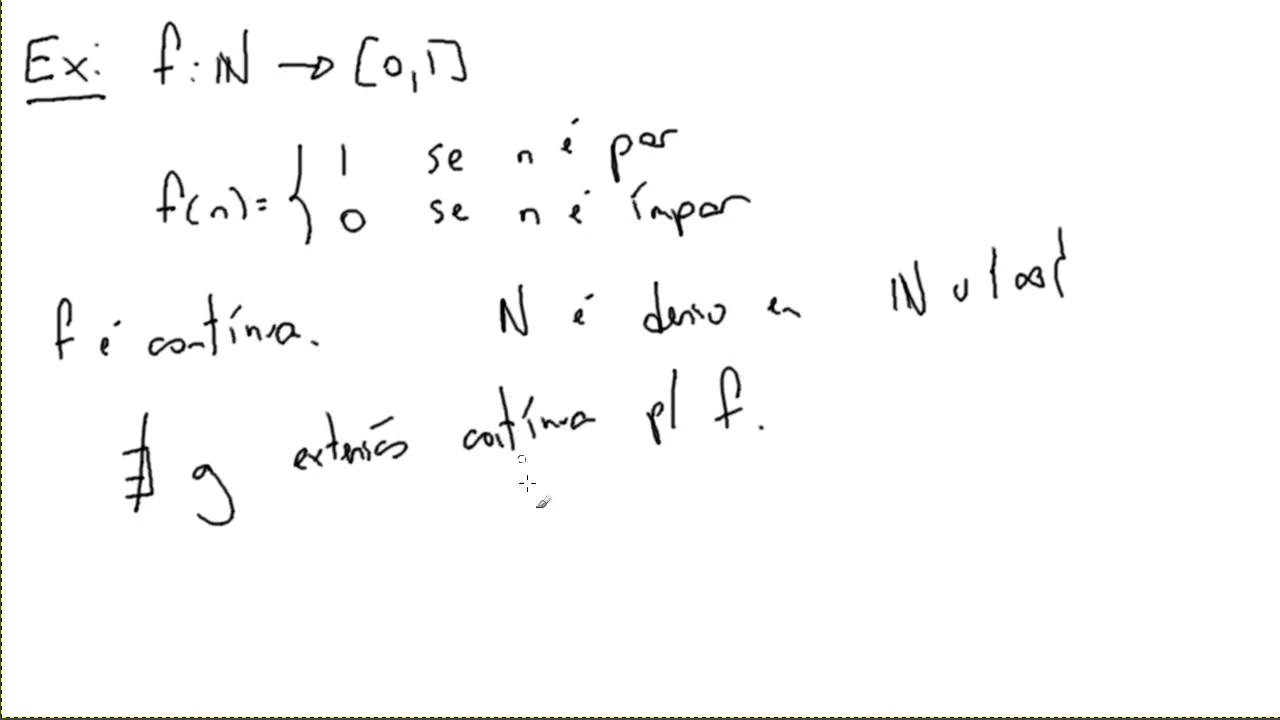 Ex: f: ℕ → [0,1]
f(n) = { 1 se n é par
0 se n é ímpar
f é contínua. N é denso em ℕ ∪ {∞}
∄ g extensão contínua p/ f.